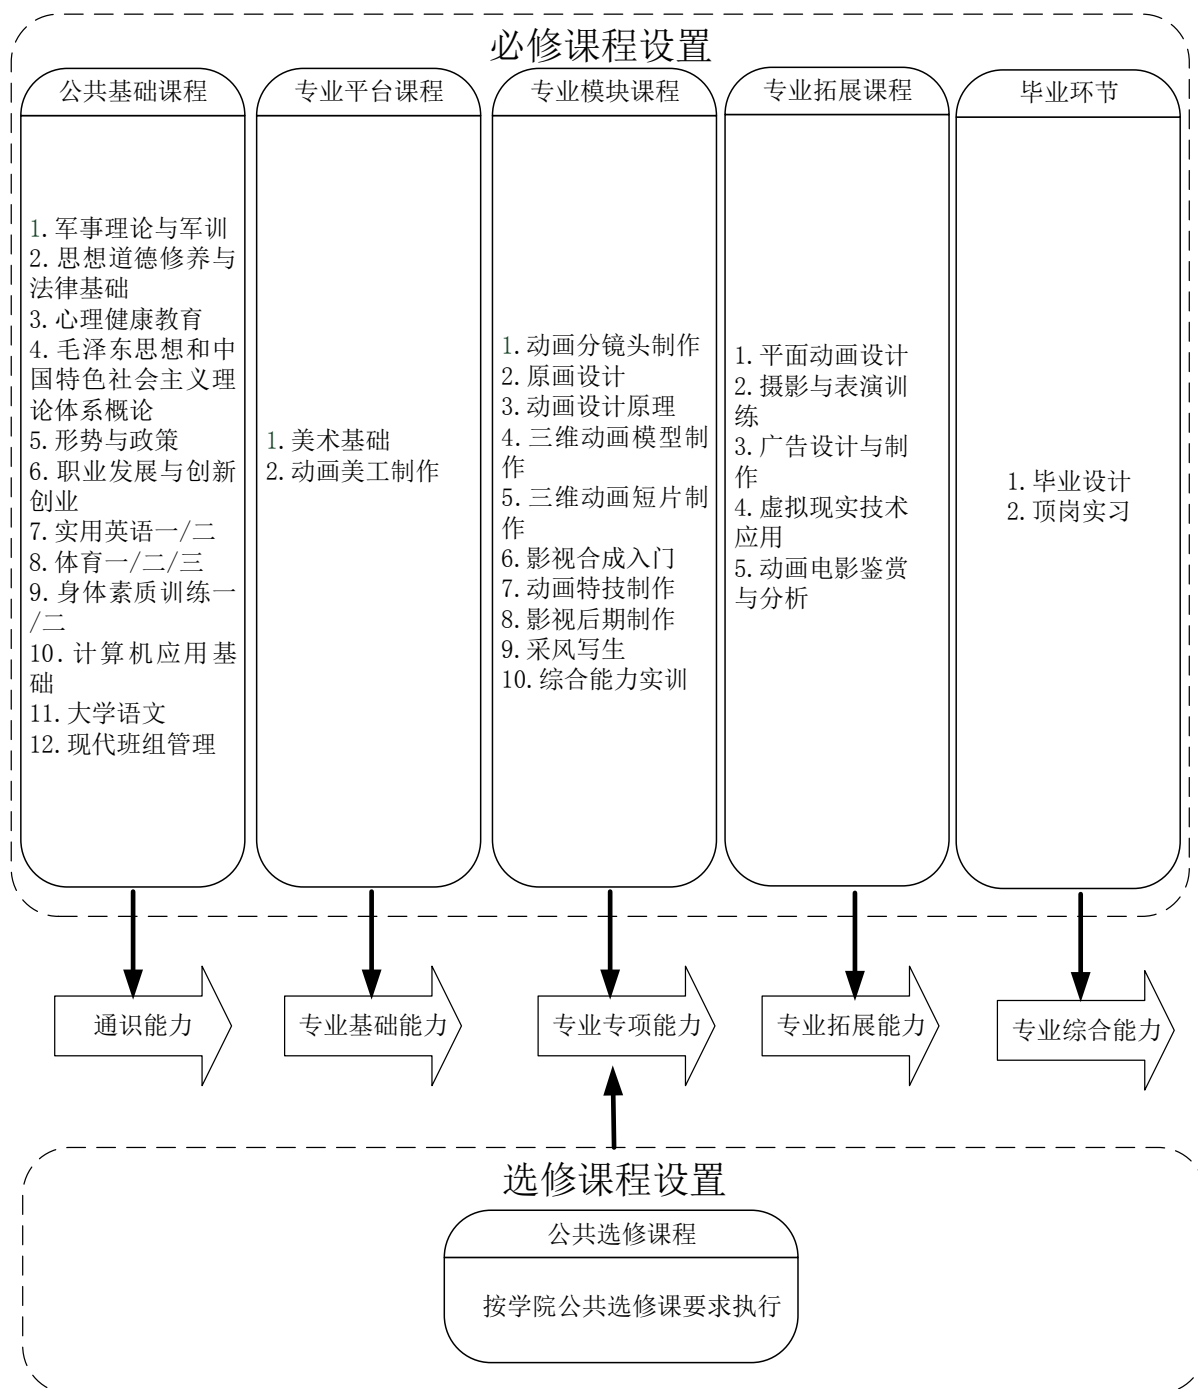 必修课程设置
公共基础课程
1.军事理论与军训
2.思想道德修养与
法律基础
3.心理健康教育
4.毛泽东思想和中
国特色社会主义理
论体系概论
5.形势与政策
6.职业发展与创新
创业
7.实用英语一/二
8.体育一/二/三
9.身体素质训练一
/二
10.计算机应用基
础
11.大学语文
12.现代班组管理
专业平台课程
1.美术基础
2.动画美工制作
专业模块课程
1.动画分镜头制作
2.原画设计
3.动画设计原理
4.三维动画模型制
作
5.三维动画短片制
作
6.影视合成入门
7.动画特技制作
8.影视后期制作
9.采风写生
10.综合能力实训
专业拓展课程
1.平面动画设计
2.摄影与表演训
练
3.广告设计与制
作
4.虚拟现实技术
应用
5.动画电影鉴赏
与分析
毕业环节
1.毕业设计
2.顶岗实习
通识能力
专业基础能力
专业专项能力
专业拓展能力
专业综合能力
选修课程设置
公共选修课程
按学院公共选修课要求执行